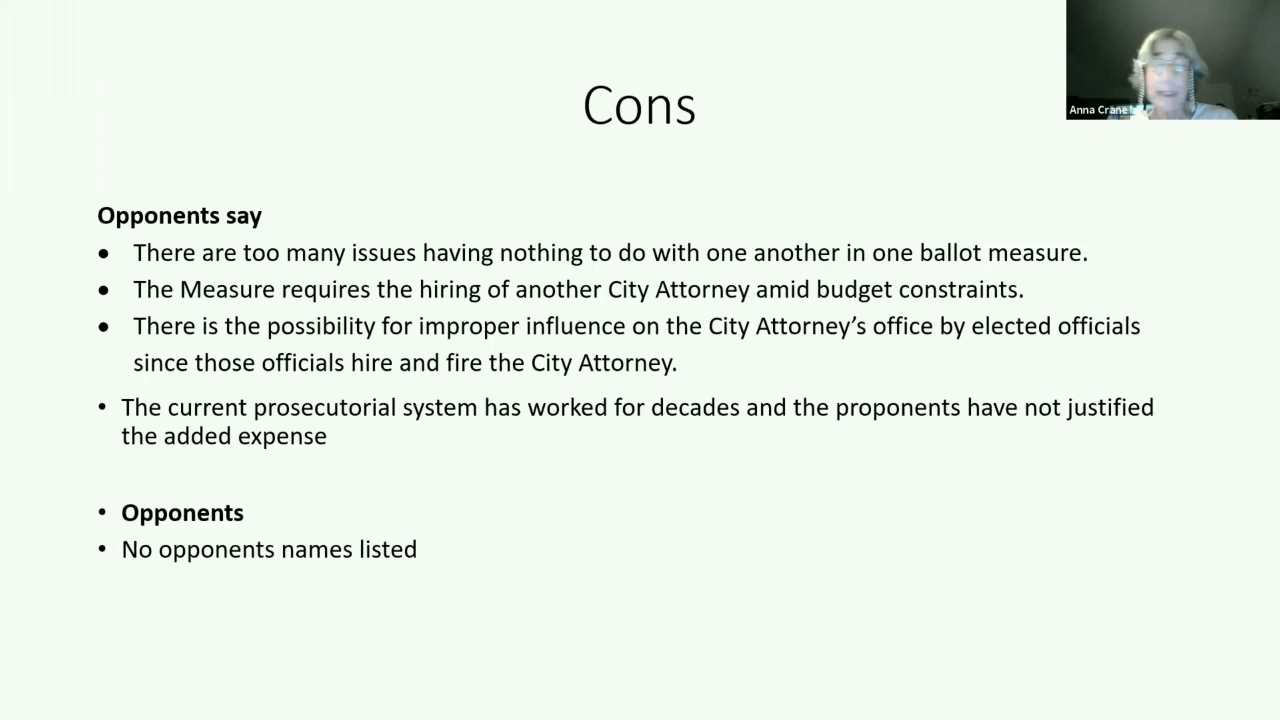 Cons
Anna Crane
Opponents say
• There are too many issues having nothing to do with one another in one ballot measure.
• The Measure requires the hiring of another City Attorney amid budget constraints.
• There is the possibility for improper influence on the City Attorney’s office by elected officials
since those officials hire and fire the City Attorney.
• The current prosecutorial system has worked for decades and the proponents have not justified
the added expense
• Opponents
• No opponents names listed